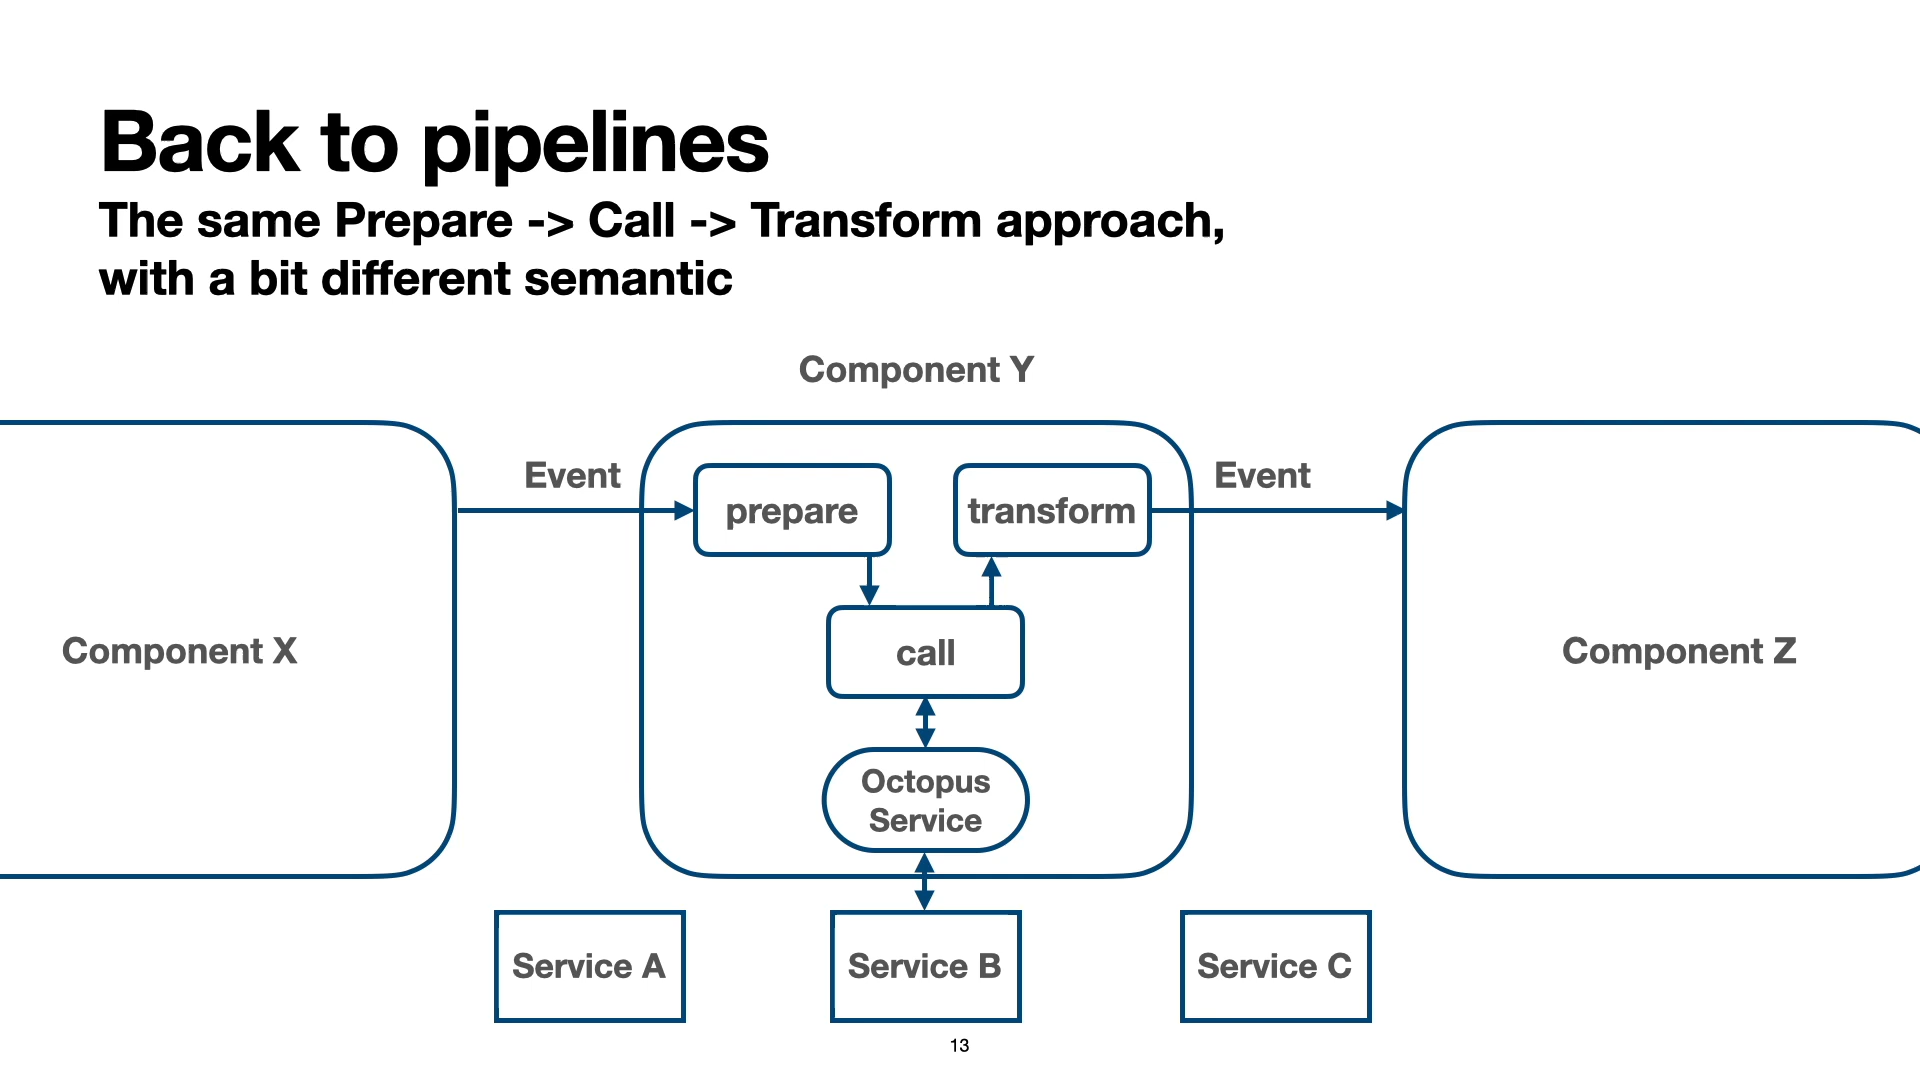 Back to pipelines
The same Prepare -> Call -> Transform approach,
with a bit different semantic
Component Y
Event
prepare
transform
Event
Component X
call
Component Z
Octopus
Service
Service A
Service B
Service C
13